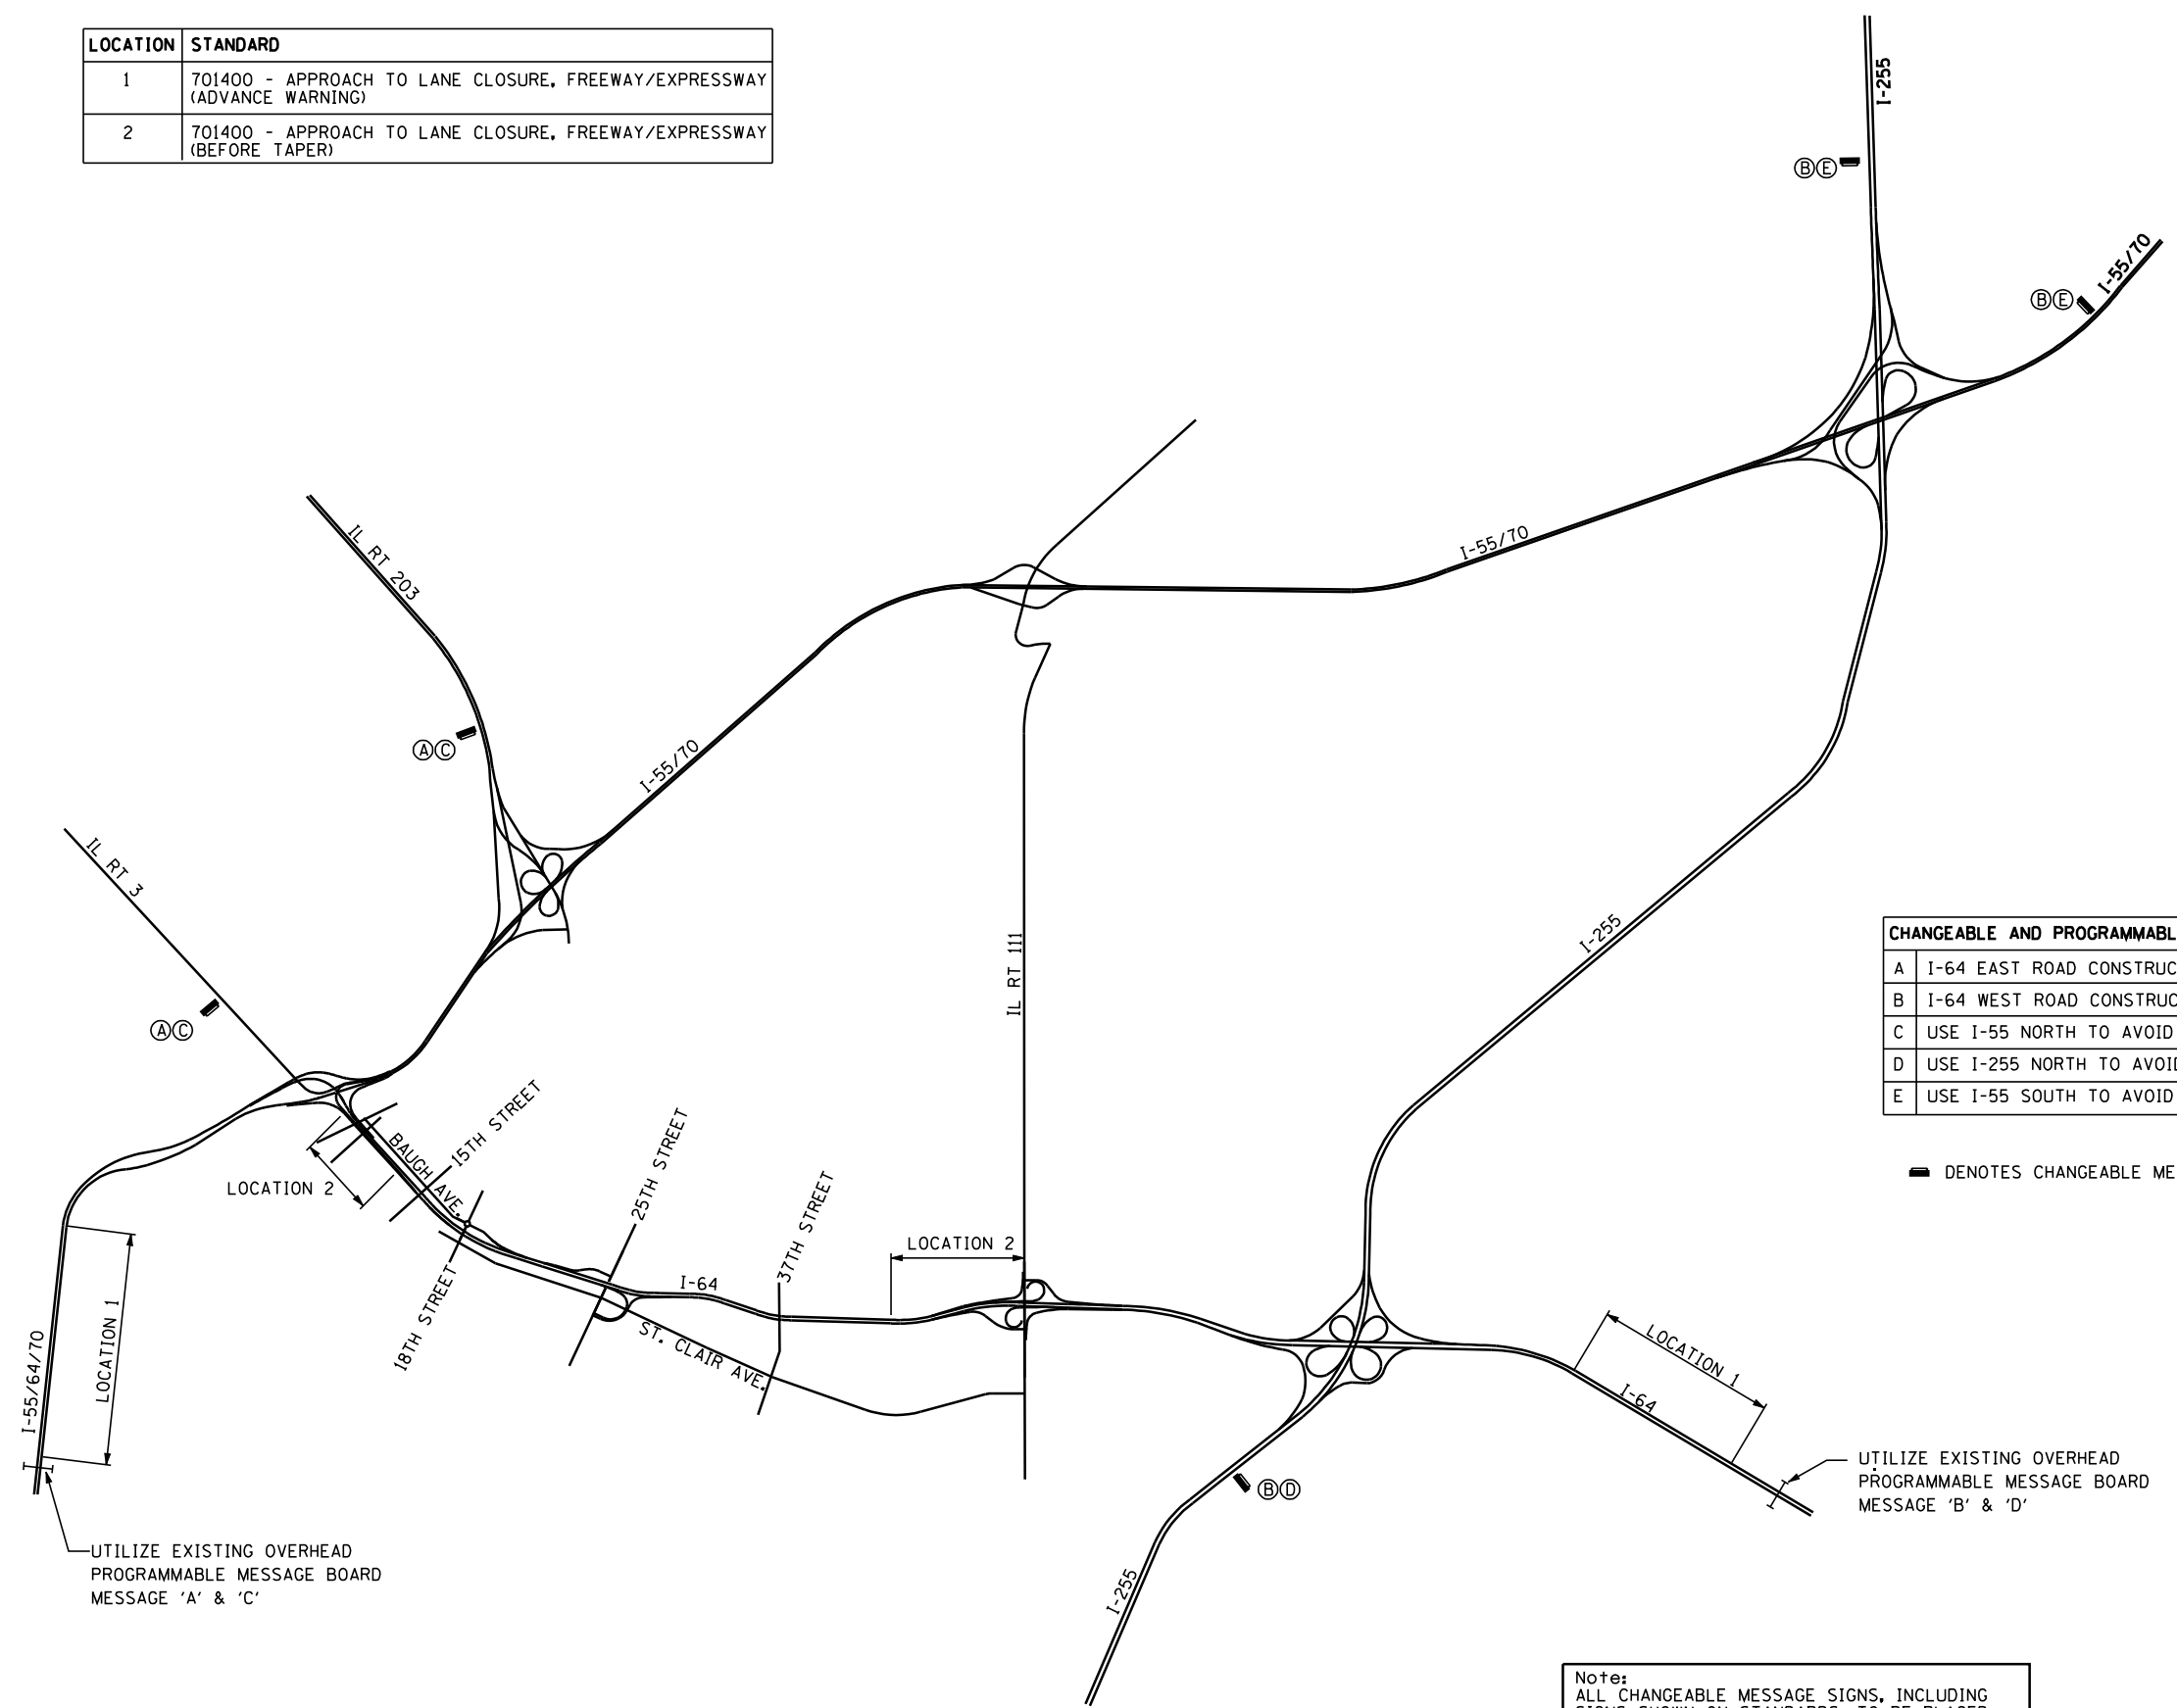 LOCATION STANDARD
1 701400 - APPROACH TO LANE CLOSURE, FREEWAY/EXPRESSWAY
(ADVANCE WARNING)
2 701400 - APPROACH TO LANE CLOSURE, FREEWAY/EXPRESSWAY
(BEFORE TAPER)
I-255
B E
I-55/70
B E
IL RT 203
I-55/70
A C
I-55/70
IL RT 3
IL RT 111
I-255
A C
CHANGEABLE AND PROGRAMMABL
A I-64 EAST ROAD CONSTRUC
B I-64 WEST ROAD CONSTRUC
C USE I-55 NORTH TO AVOID
D USE I-255 NORTH TO AVOID
E USE I-55 SOUTH TO AVOID
DENOTES CHANGEABLE ME
BAUGH AVE.
15TH STREET
25TH STREET
37TH STREET
LOCATION 2
LOCATION 2
I-64
18TH STREET
ST. CLAIR AVE.
LOCATION 1
I-55/64/70
LOCATION 1
I-64
B D
UTILIZE EXISTING OVERHEAD
PROGRAMMABLE MESSAGE BOARD
MESSAGE 'B' & 'D'
UTILIZE EXISTING OVERHEAD
PROGRAMMABLE MESSAGE BOARD
MESSAGE 'A' & 'C'
I-255
Note:
ALL CHANGEABLE MESSAGE SIGNS, INCLUDING